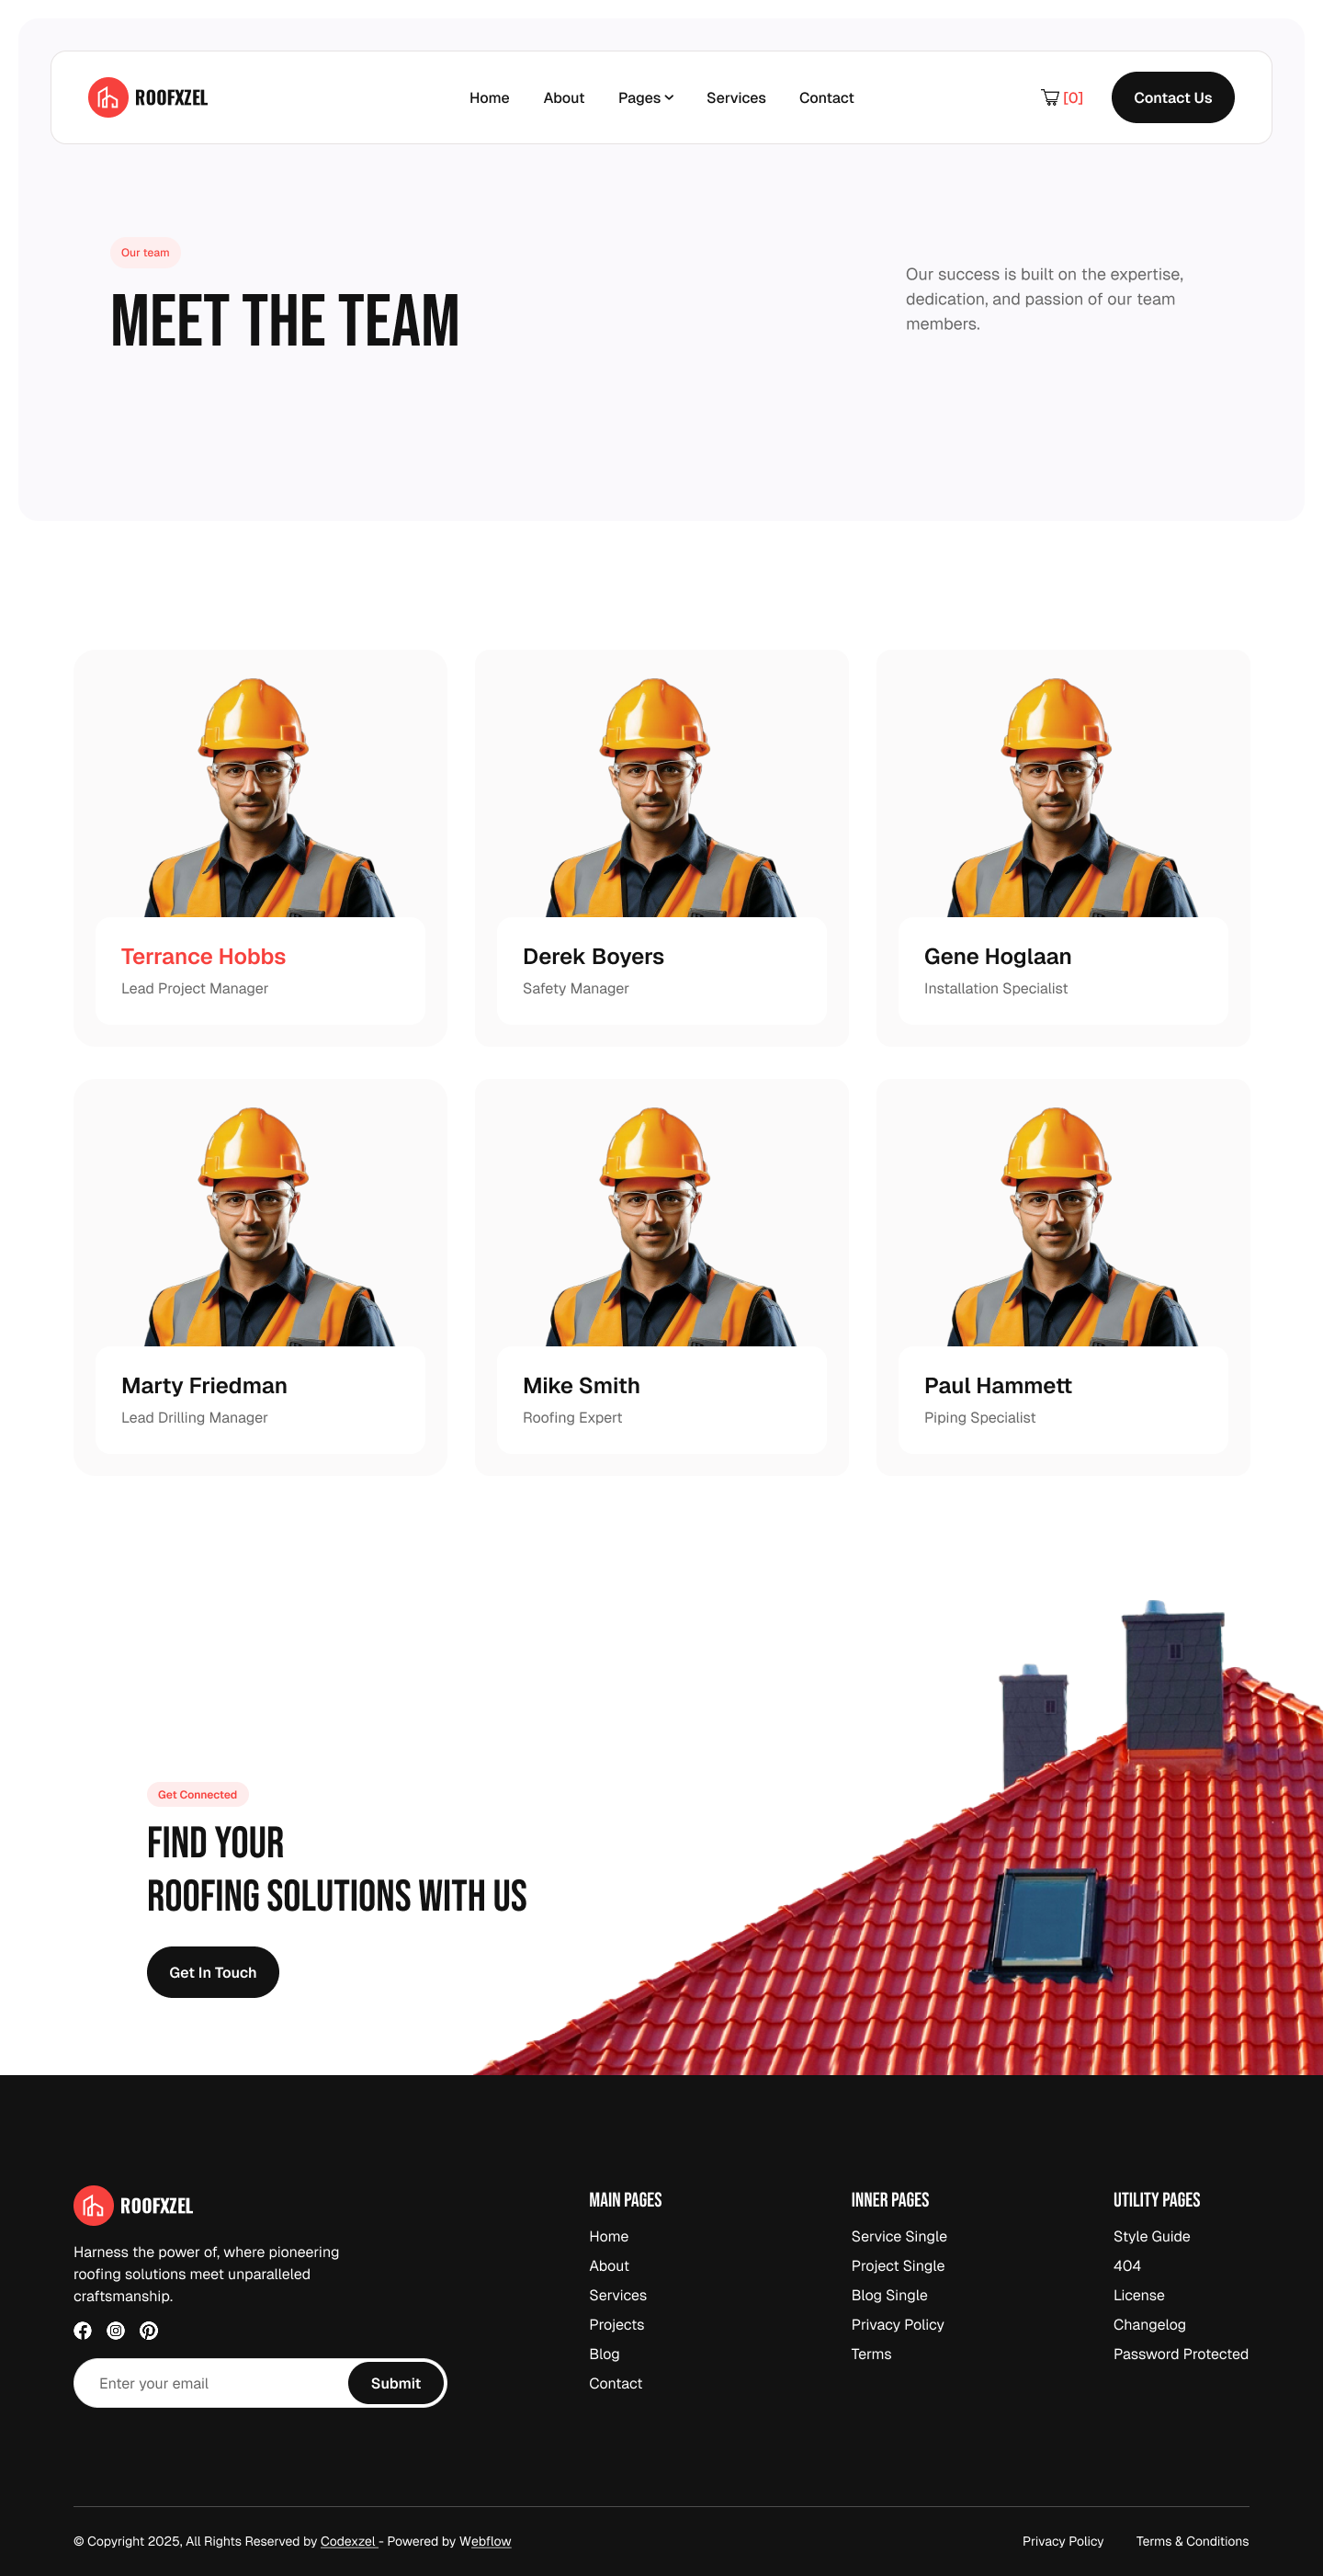 ROOFXZEL
Home
About
Pages
Services
Contact
[0]
Contact Us
Our team
MEET THE TEAM
Our success is built on the expertise,
dedication, and passion of our team
members.
Terrance Hobbs
Lead Project Manager
Derek Boyers
Safety Manager
Gene Hoglaan
Installation Specialist
Marty Friedman
Lead Drilling Manager
Mike Smith
Roofing Expert
Paul Hammett
Piping Specialist
Get Connected
FIND YOUR
ROOFING SOLUTIONS WITH US
Get In Touch
ROOFXZEL
Harness the power of, where pioneering
roofing solutions meet unparalleled
craftsmanship.
Enter your email
Submit
MAIN PAGES
Home
About
Services
Projects
Blog
Contact
INNER PAGES
Service Single
Project Single
Blog Single
Privacy Policy
Terms
UTILITY PAGES
Style Guide
404
License
Changelog
Password Protected
© Copyright 2025, All Rights Reserved by Codexzel - Powered by Webflow
Privacy Policy
Terms & Conditions